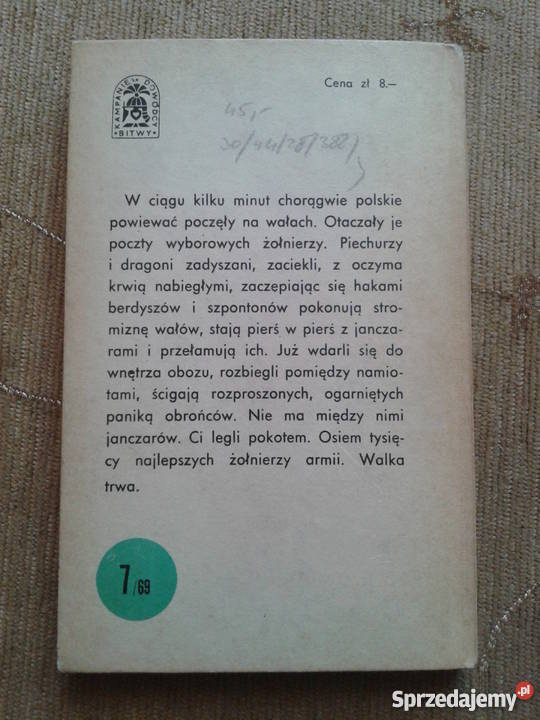 KAMPANIE DOWÓDCY
BITWY
Cena zł 8.–
45,-
30/44/28/388/
W ciągu kilku minut chorągwie polskie
powiewać poczęły na wałach. Otaczały je
poczty wyborowych żołnierzy. Piechurzy
i dragoni zadyszani, zaciekli, z oczyma
krwią nabiegłymi, zaczepiając się hakami
berdyszów i szpontonów pokonują stro-
miznę wałów, stają pierś w pierś z jancza-
rami i przełamują ich. Już wdarli się do
wnętrza obozu, rozbiegli pomiędzy namio-
tami, ścigają rozproszonych, ogarniętych
paniką obrońców. Nie ma między nimi
janczarów. Ci legli pokotem. Osiem tysię-
cy najlepszych żołnierzy armii. Walka
trwa.
7/69
Sprzedajemy.pl